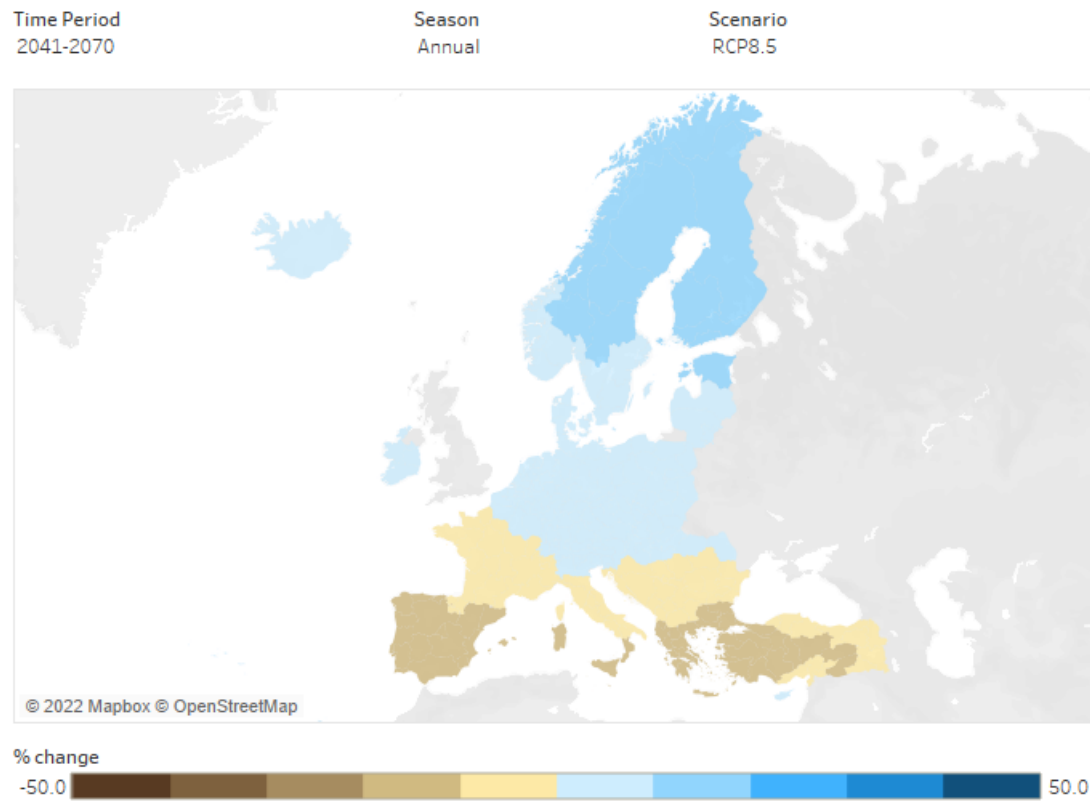 Time Period
Season
Scenario
2041-2070
Annual
RCP8.5
© 2022 Mapbox © OpenStreetMap
% change
-50.0
50.0